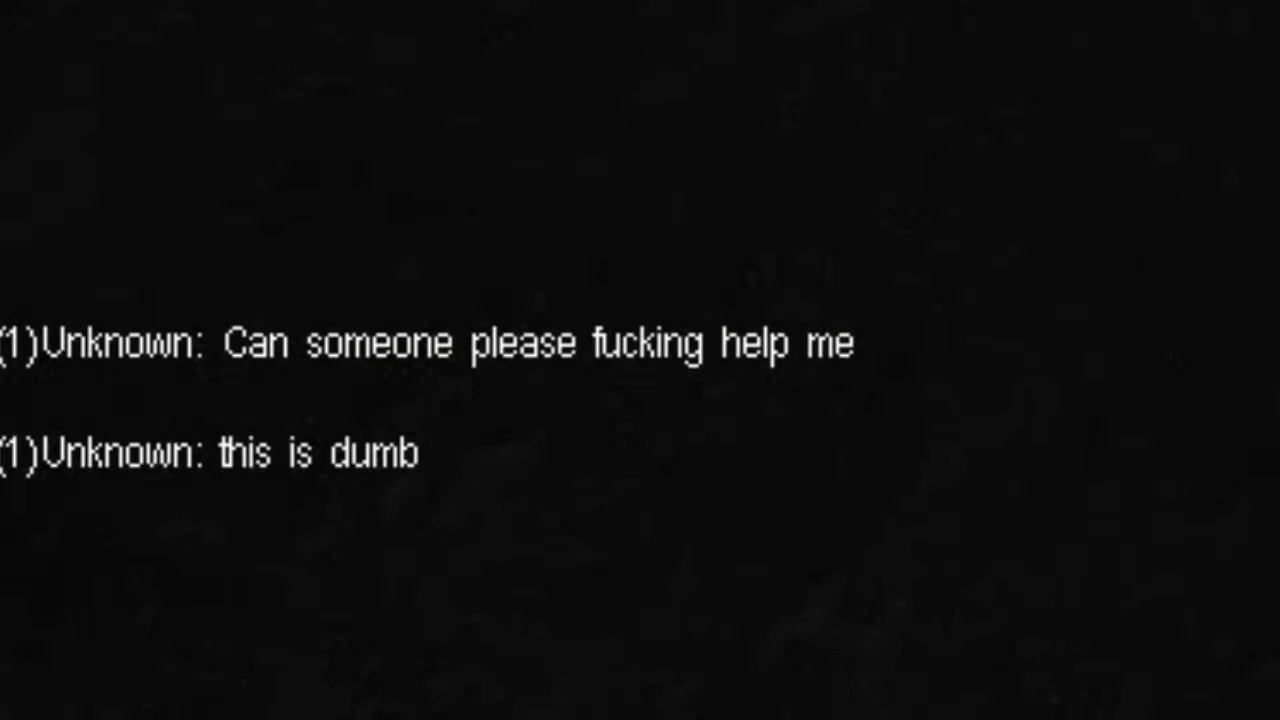 (1)Unknown: Can someone please fucking help me
(1)Unknown: this is dumb